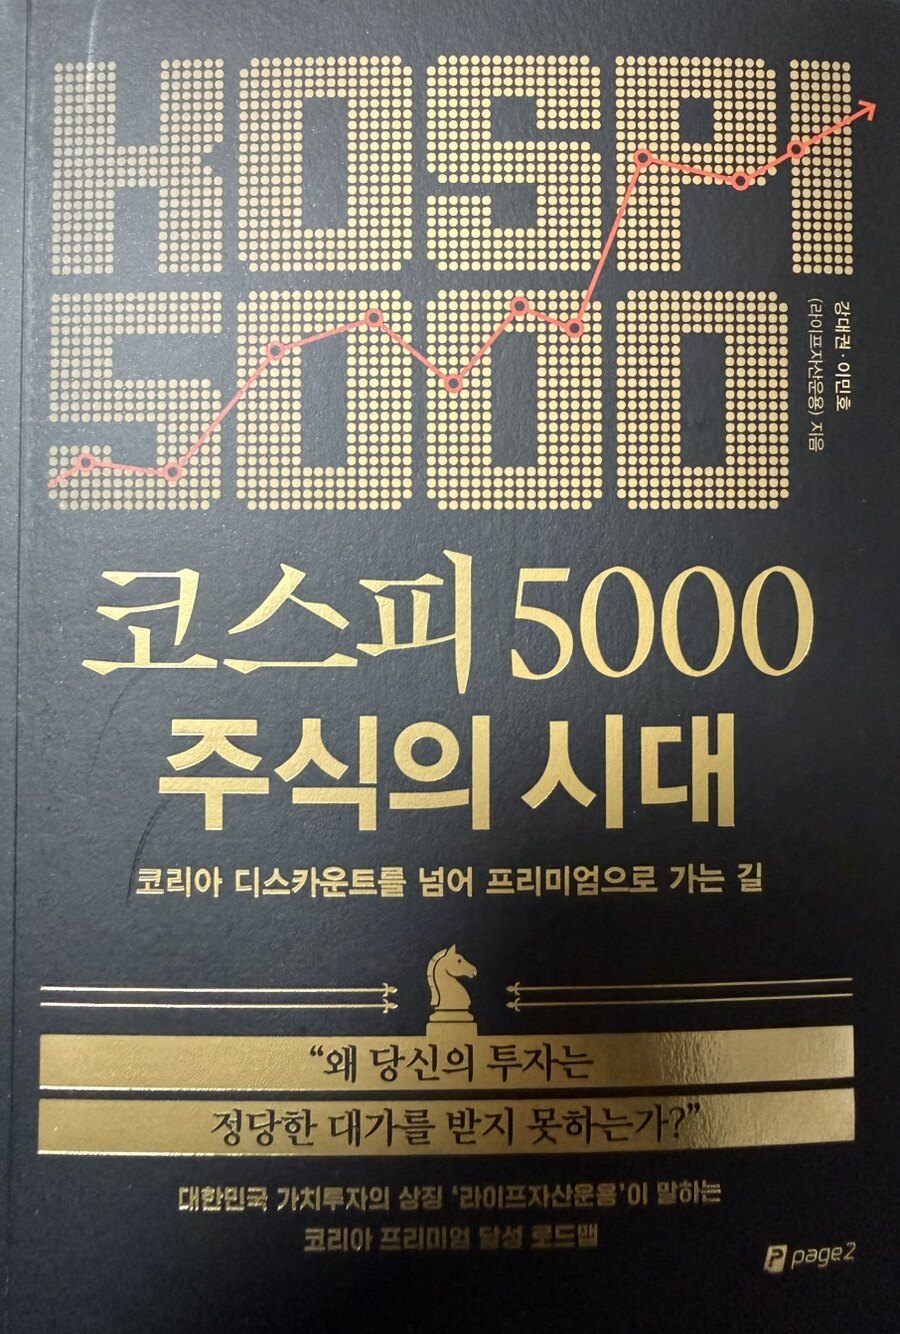 KOSPI
5000
강대권·이민호
(라이프자산운용) 지음
코스피 5000
주식의 시대
코리아 디스카운트를 넘어 프리미엄으로 가는 길
“왜 당신의 투자는
정당한 대가를 받지 못하는가?”
대한민국 가치투자의 상징 ‘라이프자산운용’이 말하는
코리아 프리미엄 달성 로드맵
P page2